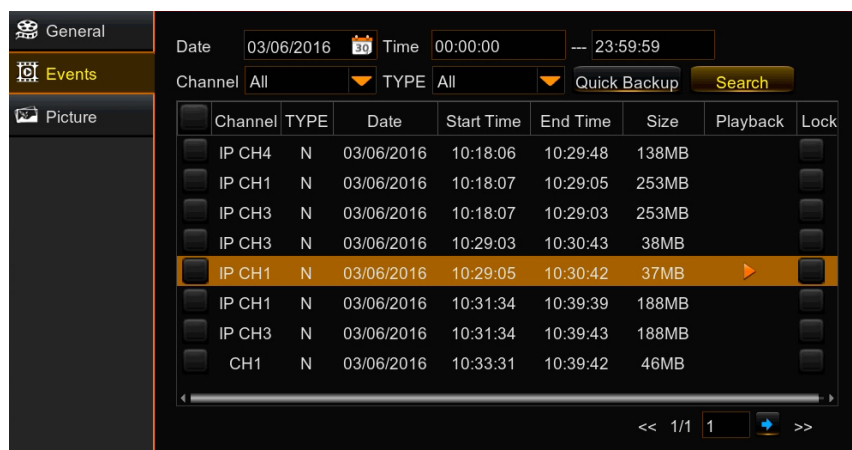 General
Events
Picture
Date 03/06/2016 30 Time 00:00:00 --- 23:59:59
Channel All TYPE All Quick Backup Search
Channel TYPE Date Start Time End Time Size Playback Lock
IP CH4 N 03/06/2016 10:18:06 10:29:48 138MB
IP CH1 N 03/06/2016 10:18:07 10:29:05 253MB
IP CH3 N 03/06/2016 10:18:07 10:29:03 253MB
IP CH3 N 03/06/2016 10:29:03 10:30:43 38MB
IP CH1 N 03/06/2016 10:29:05 10:30:42 37MB
IP CH1 N 03/06/2016 10:31:34 10:39:39 188MB
IP CH3 N 03/06/2016 10:31:34 10:39:43 188MB
CH1 N 03/06/2016 10:33:31 10:39:42 46MB
<< 1/1 1 >>